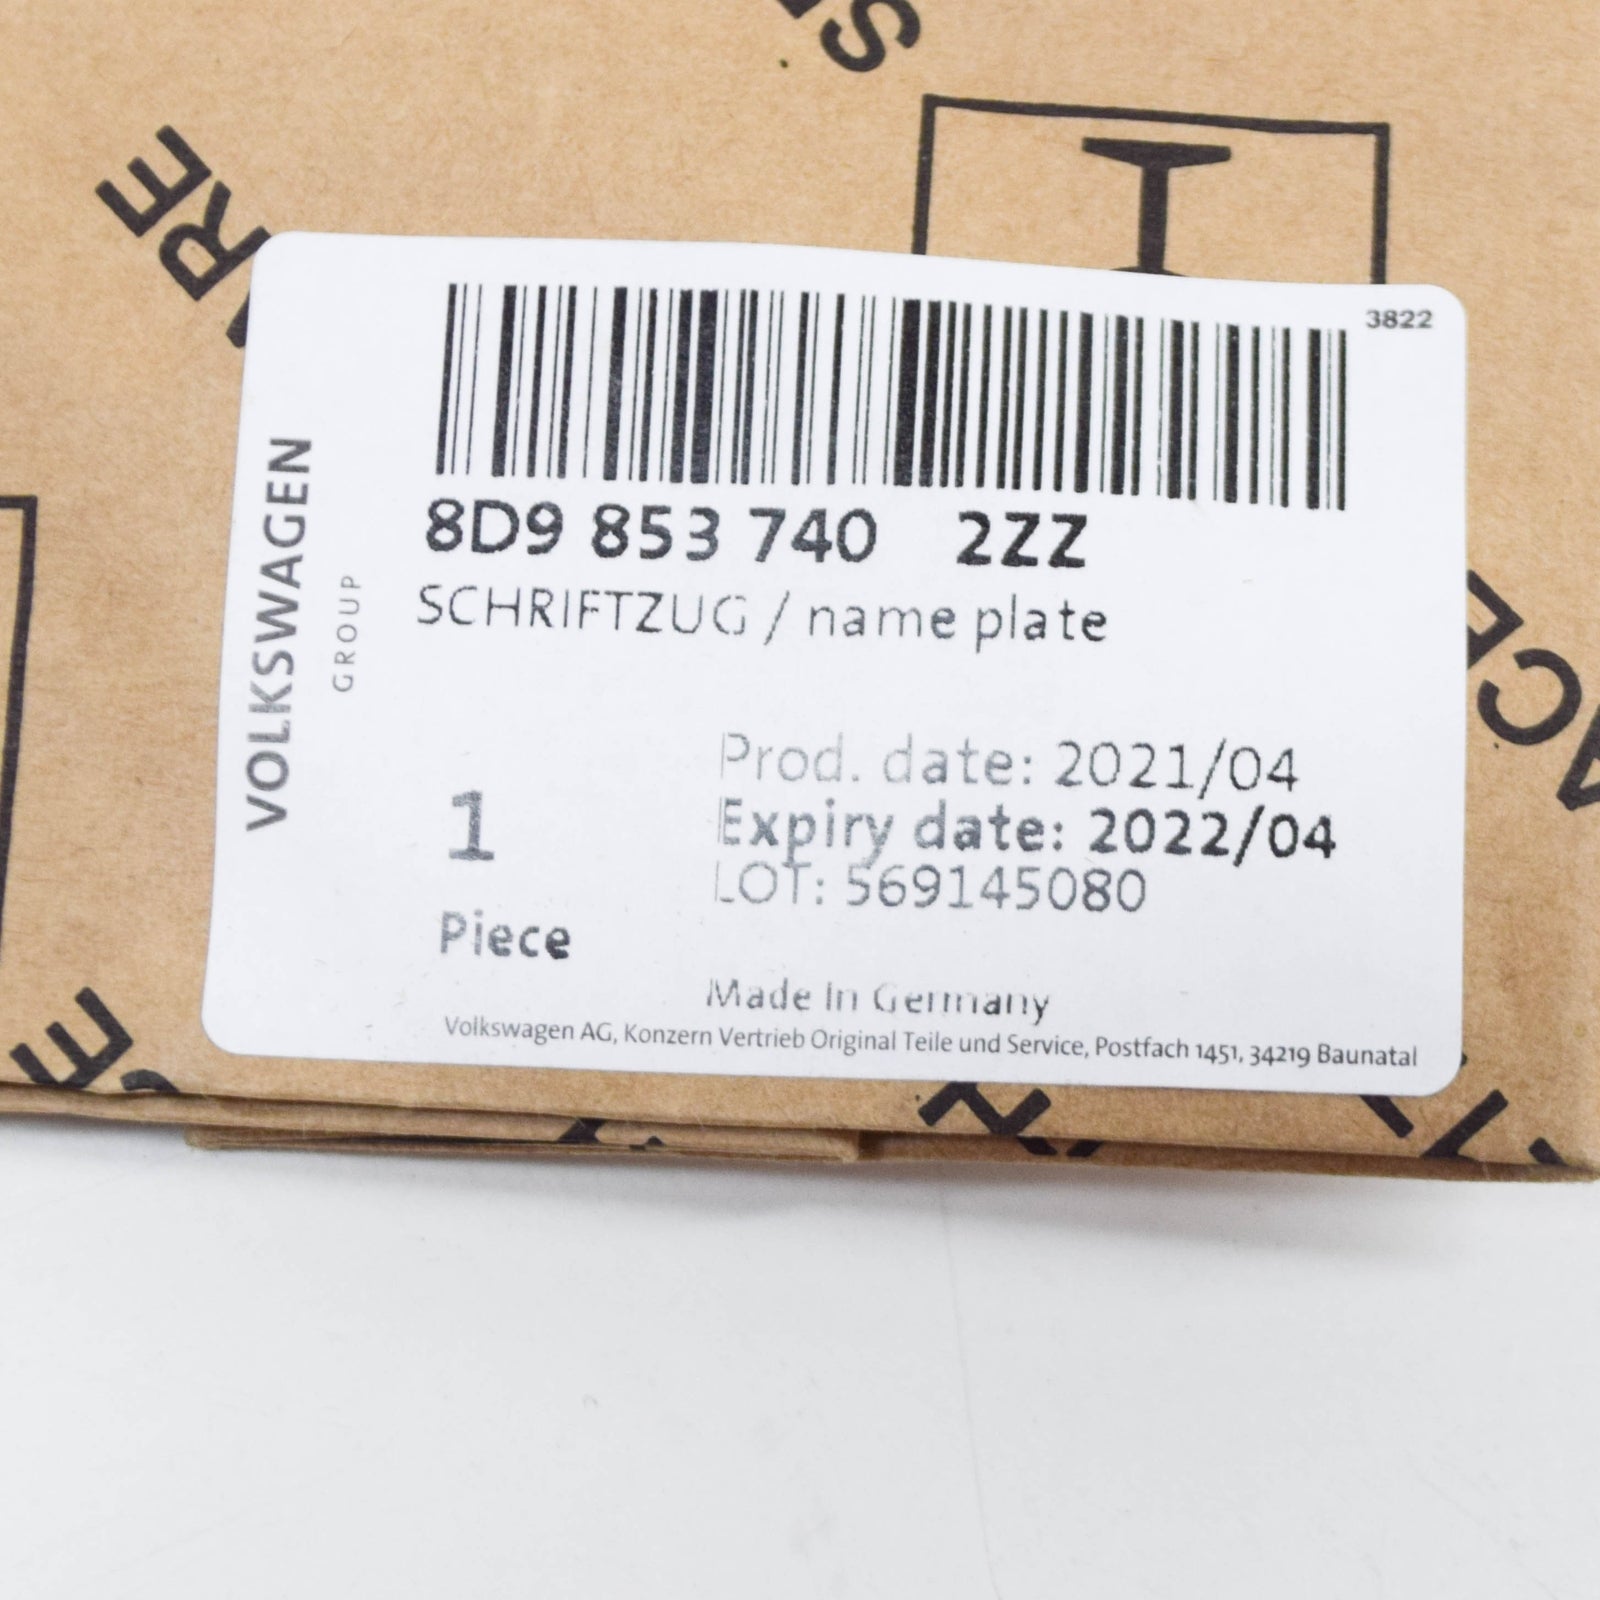 3822
8D9 853 740 2ZZ
SCHRIFTZUG / name plate
VOLKSWAGEN
GROUP
Prod. date: 2021/04
Expiry date: 2022/04
LOT: 569145080
1
Piece
Made In Germany
Volkswagen AG, Konzern Vertrieb Original Teile und Service, Postfach 1451, 34219 Baunatal